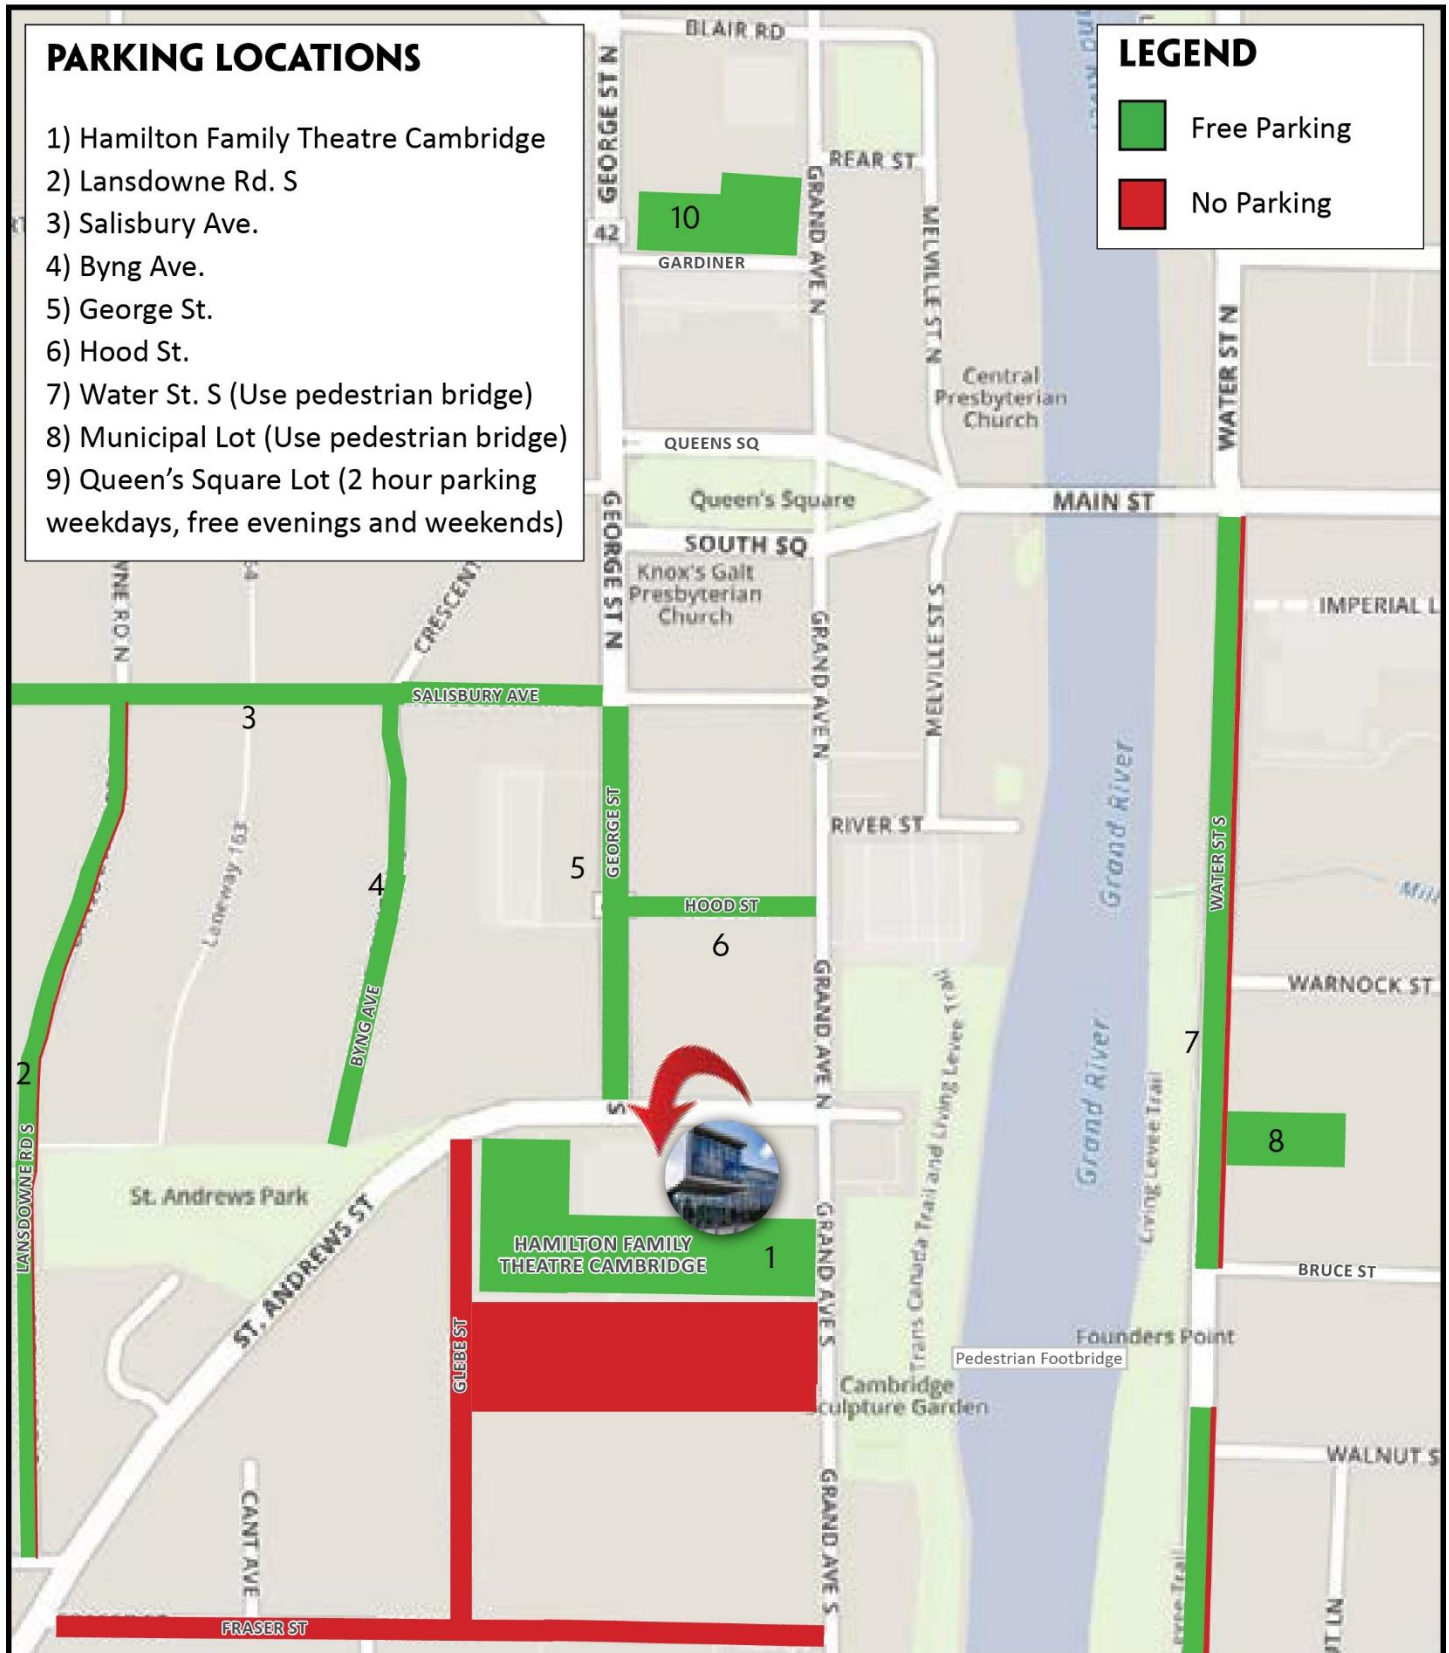 PARKING LOCATIONS
1) Hamilton Family Theatre Cambridge
2) Lansdowne Rd. S
3) Salisbury Ave.
4) Byng Ave.
5) George St.
6) Hood St.
7) Water St. S (Use pedestrian bridge)
8) Municipal Lot (Use pedestrian bridge)
9) Queen’s Square Lot (2 hour parking
weekdays, free evenings and weekends)
LEGEND
Free Parking
No Parking
BLAIR RD
GEORGE ST N
REAR ST
10
GRAND AVE N
MELVILLE ST N
42
GARDINER
WATER ST N
Central
Presbyterian
Church
QUEENS SQ
Queen's Square
MAIN ST
GEORGE ST N
SOUTH SQ
Knox's Galt
Presbyterian
Church
IMPERIAL L
WNE RD N
CRESCENT
GRAND AVE N
MELVILLE ST S
SALISBURY AVE
3
Grand River
GEORGE ST
RIVER ST
5
4
Laneway 163
WATER ST S
HOOD ST
6
Mill
GRAND AVE N
WARNOCK ST
BYNG AVE
7
2
Grand River
Trans Canada Trail and Living Levee Trail
Living Levee Trail
S
8
LANSDOWNE RD S
St. Andrews Park
ST. ANDREWS ST
HAMILTON FAMILY
THEATRE CAMBRIDGE
1
GRAND AVE S
BRUCE ST
GLEBE ST
Founders Point
Pedestrian Footbridge
Cambridge
culpture Garden
WALNUT S
CANT AVE
GRAND AVE S
FRASER ST
UT LN